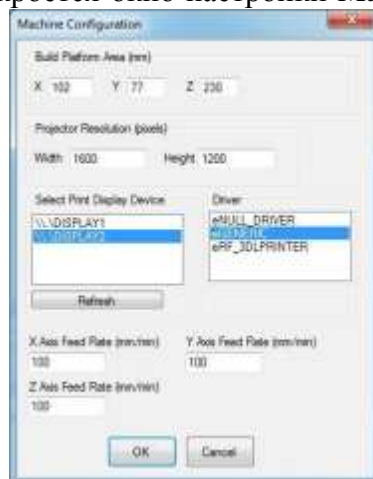 Machine Configuration
Build Platform Area (mm)
X 102 Y 77 Z 230
Projector Resolution (pixels)
Width 1600 Height 1200
Select Print Display Device Driver
\\.\DISPLAY1 eNULL_DRIVER
\\.\DISPLAY2 eGENERIC
eRF_3DLPRINTER
Refresh
X Axis Feed Rate (mm/min) Y Axis Feed Rate (mm/min)
100 100
Z Axis Feed Rate (mm/min)
100
OK Cancel